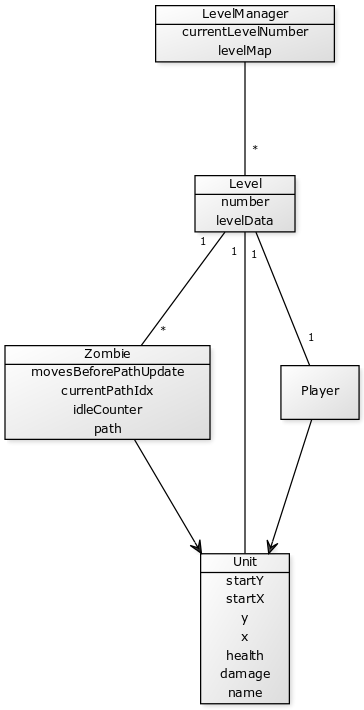 LevelManager
currentLevelNumber
levelMap
*
Level
number
levelData
1
1
1
*
1
Zombie
movesBeforePathUpdate
currentPathIdx
idleCounter
path
Player
Unit
startY
startX
y
x
health
damage
name